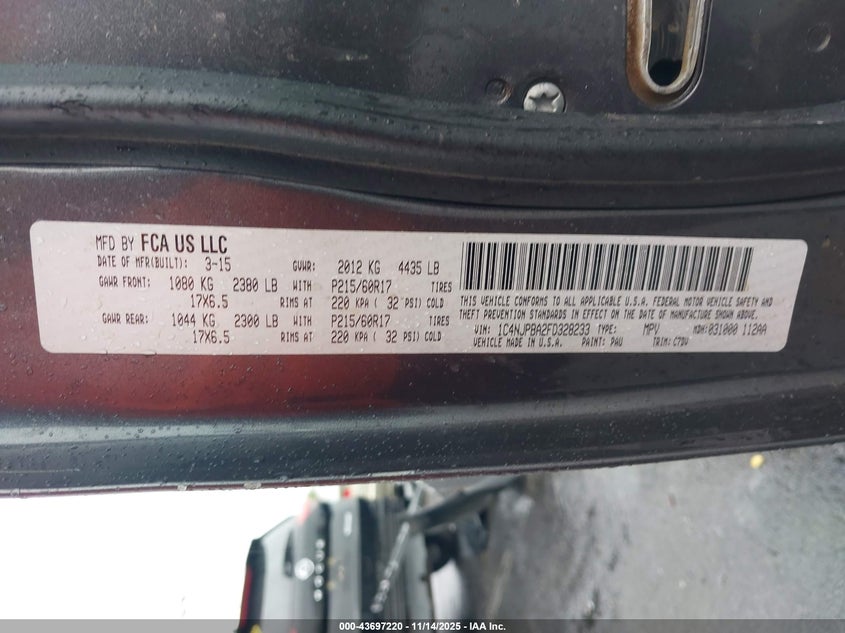 MFD BY FCA US LLC
DATE OF MFR(BUILT): 3-15 GVWR: 2012 KG 4435 LB
GAWR FRONT: 1080 KG 2380 LB WITH P215/60R17 TIRES
17X6.5 RIMS AT 220 KPA ( 32 PSI) COLD
GAWR REAR: 1044 KG 2300 LB WITH P215/60R17 TIRES
17X6.5 RIMS AT 220 KPA ( 32 PSI) COLD
THIS VEHICLE CONFORMS TO ALL APPLICABLE U.S.A. FEDERAL MOTOR VEHICLE SAFETY AND
THEFT PREVENTION STANDARDS IN EFFECT ON THE DATE OF MANUFACTURE SHOWN ABOVE.
VIN: 1C4NJPBA2FD328233 TYPE: MPV MDH: 031000 112AA
MADE IN U.S.A. PAINT: PAU TRIM: C7DV
000-43697220 - 11/14/2025 - IAA Inc.